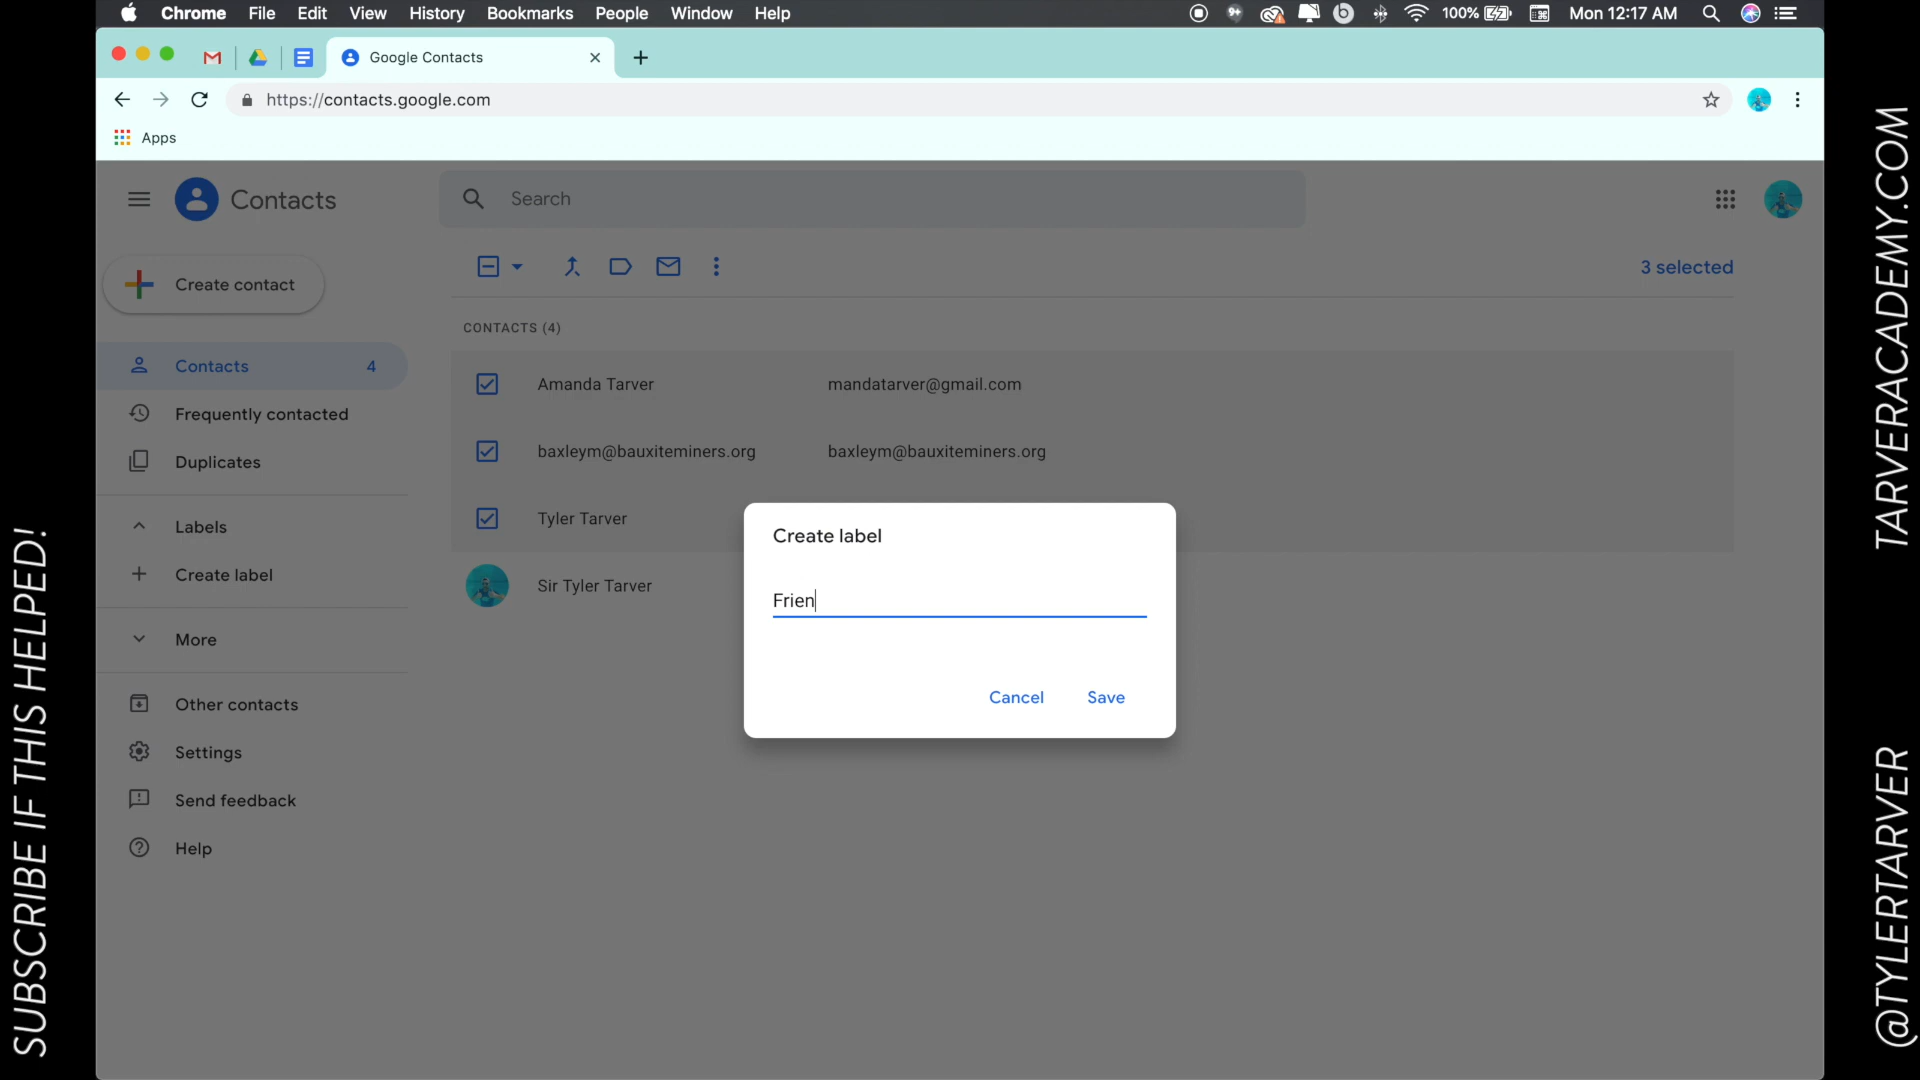 Chrome File Edit View History Bookmarks People Window Help 100% Mon 12:17 AM
Google Contacts
https://contacts.google.com
Apps
Contacts
Search
3 selected
Create contact
CONTACTS (4)
Contacts 4
Amanda Tarver mandatarver@gmail.com
Frequently contacted
baxleym@bauxiteminers.org baxleym@bauxiteminers.org
Duplicates
Tyler Tarver
Labels
Create label
Sir Tyler Tarver
Create label
Frien
Cancel Save
More
Other contacts
Settings
Send feedback
Help
SUBSCRIBE IF THIS HELPED!
TARVERACADEMY.COM
@TYLERTARVER